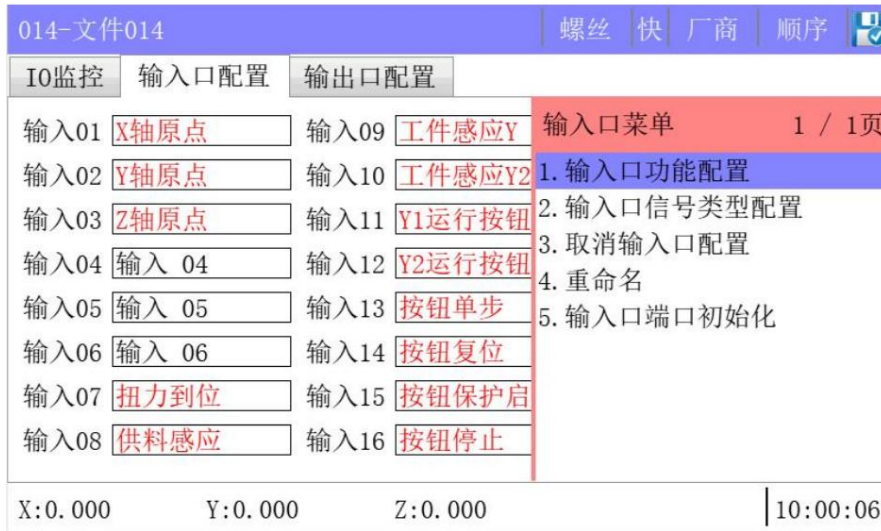 014-文件014 螺丝 快 厂商 顺序
IO监控 输入口配置 输出口配置
输入01 X轴原点 输入09 工件感应Y
输入02 Y轴原点 输入10 工件感应Y2
输入03 Z轴原点 输入11 Y1运行按钮
输入04 输入 04 输入12 Y2运行按钮
输入05 输入 05 输入13 按钮单步
输入06 输入 06 输入14 按钮复位
输入07 扭力到位 输入15 按钮保护启
输入08 供料感应 输入16 按钮停止
输入口菜单 1 / 1页
1.输入口功能配置
2.输入口信号类型配置
3.取消输入口配置
4.重命名
5.输入口端口初始化
X:0.000 Y:0.000 Z:0.000 10:00:06